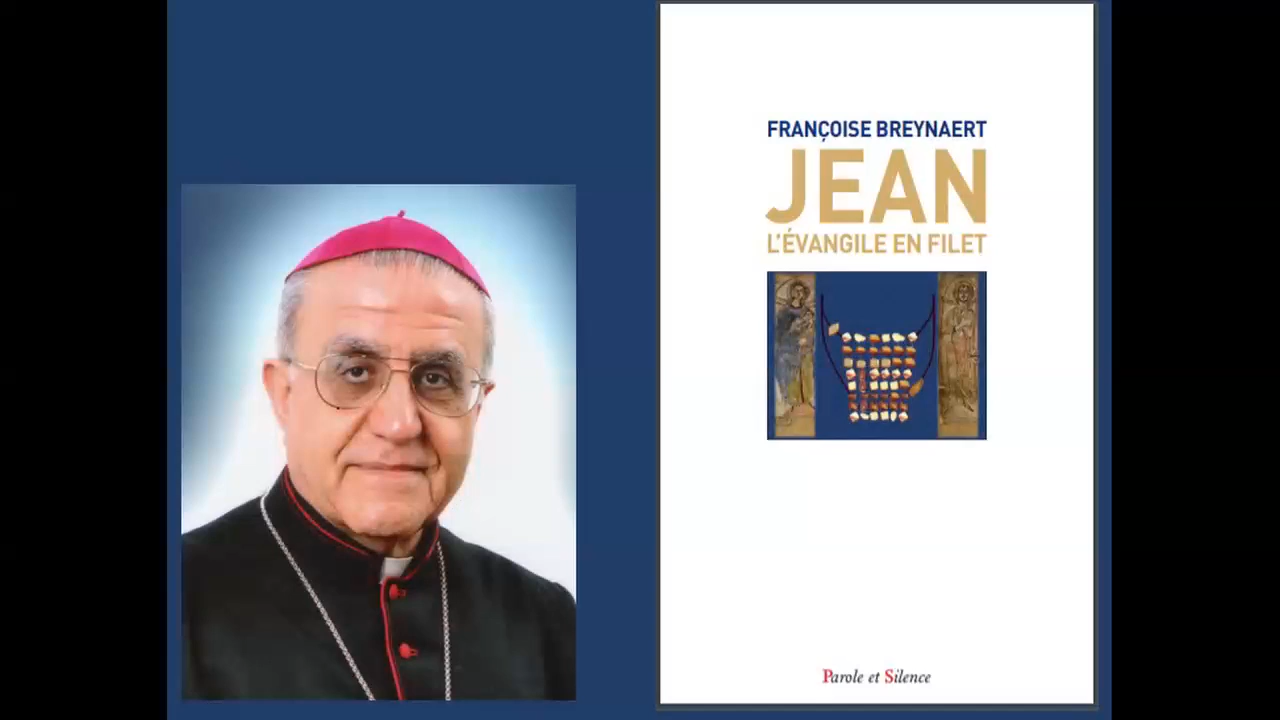 FRANÇOISE BREYNAERT
JEAN
L'ÉVANGILE EN FILET
Parole et Silence